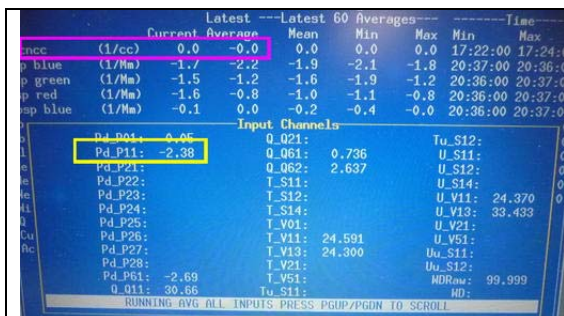 Latest ---Latest 60 Averages--- -------Time
Current Average Mean Min Max Min Max
cncc (1/cc) 0.0 -0.0 0.0 0.0 0.0 17:22:00 17:24:
p blue (1/Mm) -1.7 -2.2 -1.9 -2.1 -1.8 20:37:00 20:36:
p green (1/Mm) -1.5 -1.2 -1.6 -1.9 -1.2 20:36:00 20:37:0
p red (1/Mm) -1.6 -0.8 -1.0 -1.1 -0.8 20:36:00 20:37:0
sp blue (1/Mm) -0.1 0.0 -0.2 -0.4 -0.0 20:36:00 20:37:0
Input Channels
Pd_P01: 0.05 Q_Q21: Tu_S12:
Pd_P11: -2.38 Q_Q61: 0.736 U_S11:
Pd_P21: Q_Q62: 2.637 U_S12:
Pd_P22: T_S11: U_S14:
Pd_P23: T_S12: U_V11: 24.370
Pd_P24: T_S14: U_V13: 33.433
Pd_P25: T_V01: U_V21:
Pd_P26: T_V11: 24.591 U_V51:
Pd_P27: T_V13: 24.300 Uu_S11:
Pd_P28: T_V21: Uu_S12:
Pd_P61: -2.69 T_V51: WDRaw: 99.999
Q_Q11: 30.66 Tu_S11: WD:
RUNNING AVG ALL INPUTS PRESS PGUP/PGDN TO SCROLL